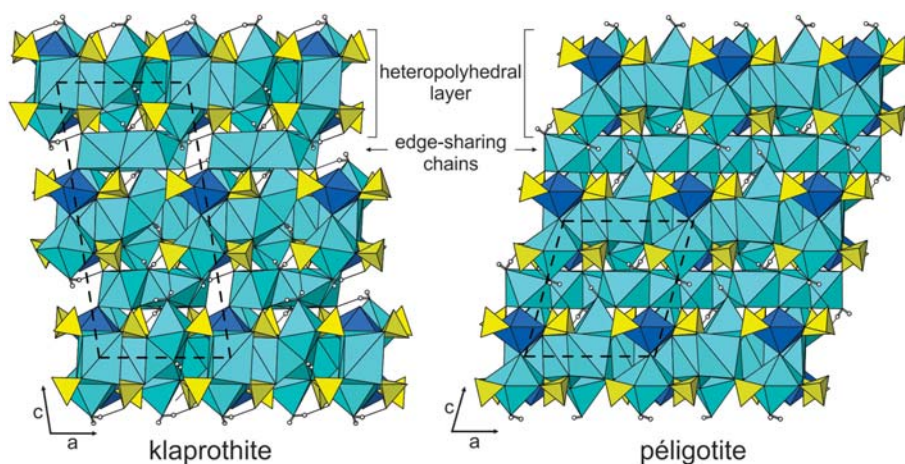 heteropolyhedral
layer
edge-sharing
chains
c
a
klaprothite
c
a
péligotite